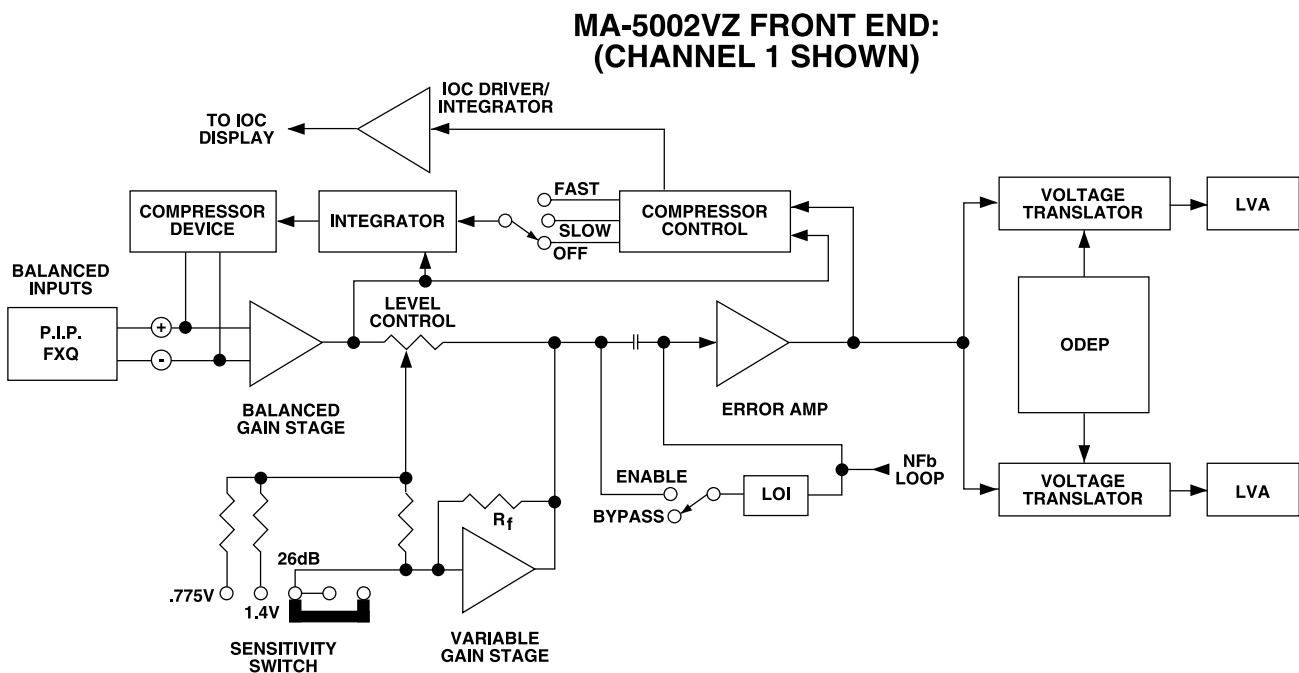 MA-5002VZ FRONT END:
(CHANNEL 1 SHOWN)
IOC DRIVER/
INTEGRATOR
TO IOC
DISPLAY
COMPRESSOR
DEVICE
INTEGRATOR
FAST
SLOW
OFF
COMPRESSOR
CONTROL
VOLTAGE
TRANSLATOR
LVA
BALANCED
INPUTS
P.I.P.
FXQ
+
-
LEVEL
CONTROL
BALANCED
GAIN STAGE
ERROR AMP
ODEP
ENABLE
BYPASS
LOI
NFb
LOOP
VOLTAGE
TRANSLATOR
LVA
Rf
26dB
.775V
1.4V
SENSITIVITY
SWITCH
VARIABLE
GAIN STAGE